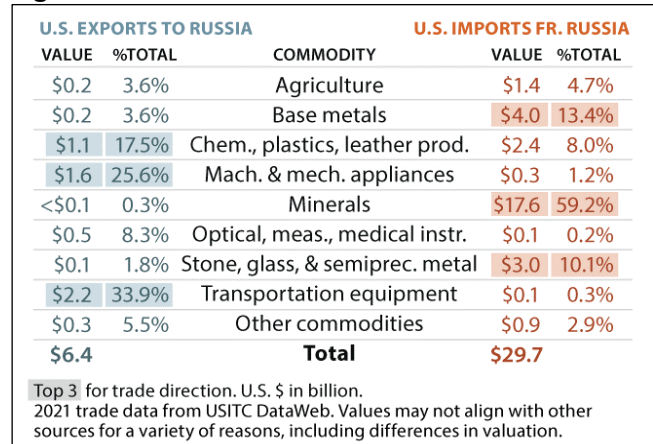 U.S. EXPORTS TO RUSSIA U.S. IMPORTS FR. RUSSIA
VALUE %TOTAL COMMODITY VALUE %TOTAL
$0.2 3.6% Agriculture $1.4 4.7%
$0.2 3.6% Base metals $4.0 13.4%
$1.1 17.5% Chem., plastics, leather prod. $2.4 8.0%
$1.6 25.6% Mach. & mech. appliances $0.3 1.2%
<$0.1 0.3% Minerals $17.6 59.2%
$0.5 8.3% Optical, meas., medical instr. $0.1 0.2%
$0.1 1.8% Stone, glass, & semiprec. metal $3.0 10.1%
$2.2 33.9% Transportation equipment $0.1 0.3%
$0.3 5.5% Other commodities $0.9 2.9%
$6.4 Total $29.7
Top 3 for trade direction. U.S. $ in billion.
2021 trade data from USITC DataWeb. Values may not align with other
sources for a variety of reasons, including differences in valuation.